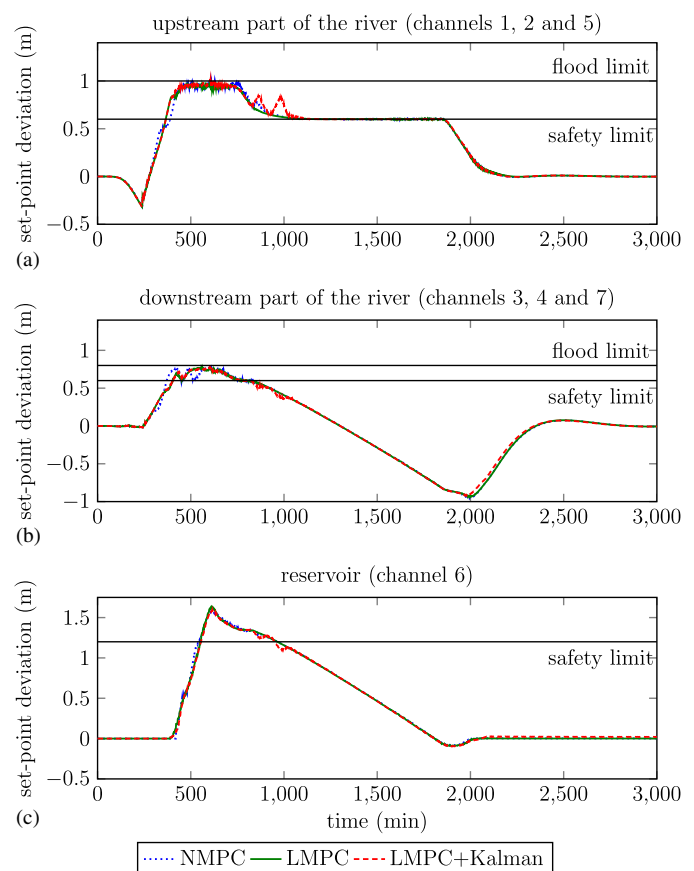 upstream part of the river (channels 1, 2 and 5)
set-point deviation (m)
1
0.5
0
−0.5
flood limit
safety limit
0 500 1,000 1,500 2,000 2,500 3,000
(a)
downstream part of the river (channels 3, 4 and 7)
set-point deviation (m)
1
0.5
0
−0.5
−1
flood limit
safety limit
0 500 1,000 1,500 2,000 2,500 3,000
(b)
reservoir (channel 6)
set-point deviation (m)
1.5
1
0.5
0
−0.5
safety limit
0 500 1,000 1,500 2,000 2,500 3,000
(c)
time (min)
NMPC LMPC LMPC+Kalman